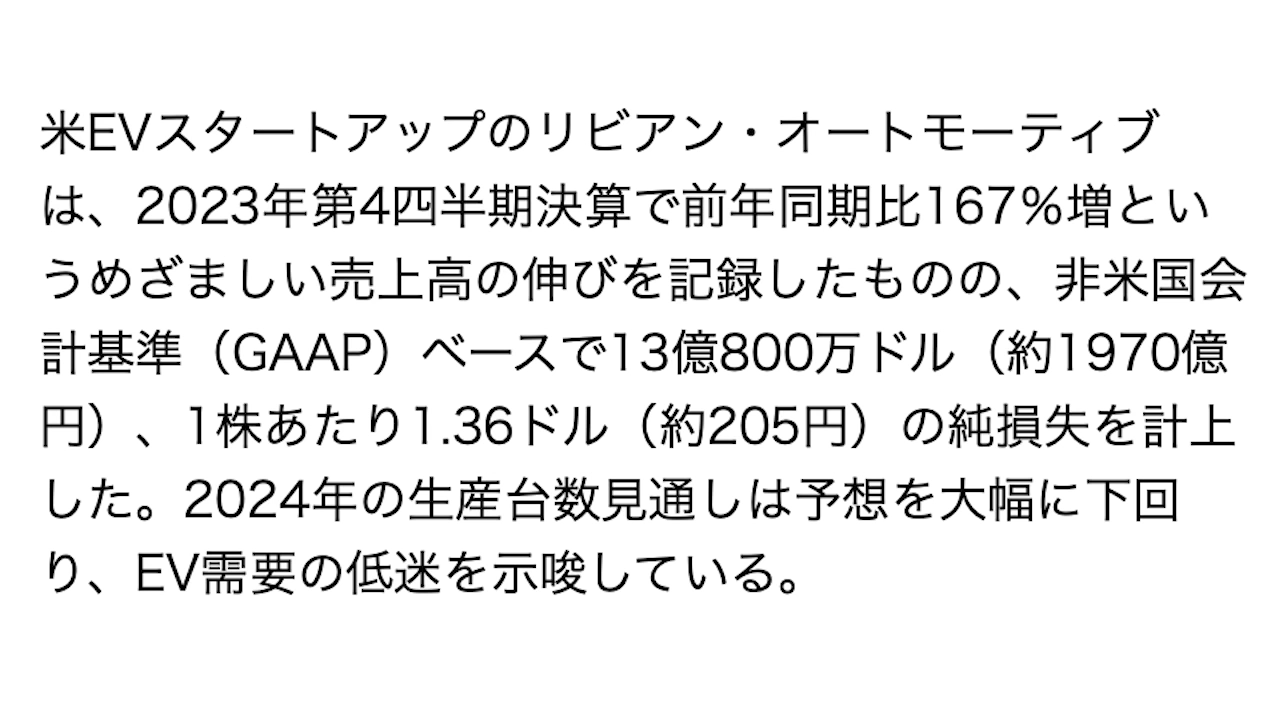 米EVスタートアップのリビアン・オートモーティブ
は、2023年第4四半期決算で前年同期比167％増とい
うめざましい売上高の伸びを記録したものの、非米国会
計基準（GAAP）ベースで13億800万ドル（約1970億
円）、1株あたり1.36ドル（約205円）の純損失を計上
した。2024年の生産台数見通しは予想を大幅に下回
り、EV需要の低迷を示唆している。